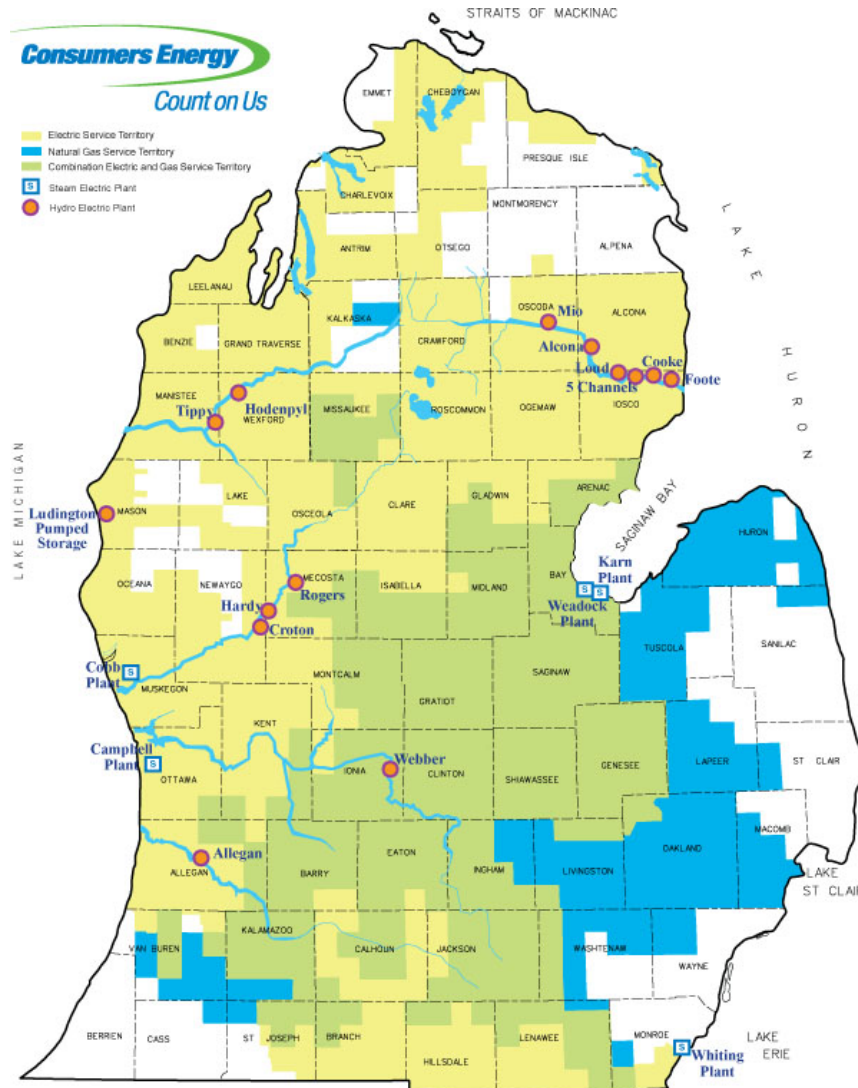 STRAITS OF MACKINAC
Consumers Energy
Count on Us
Electric Service Territory
Natural Gas Service Territory
Combination Electric and Gas Service Territory
S Steam Electric Plant
Hydro Electric Plant
EMMET
CHEBOYGAN
PRESQUE ISLE
CHARLEVOIX
MONTMORENCY
ANTRIM
OTSEGO
ALPENA
LAKE HURON
LEELANAU
KALKASKA
OSCODA
Mio
ALCONA
BENZIE
GRAND TRAVERSE
CRAWFORD
Alcona
Loud
Cooke
5 Channels
Foote
MANISTEE
Hodenpyl
Tippy
WEXFORD
MISSAUKEE
ROSCOMMON
OGEMAW
IOSCO
LAKE MICHIGAN
Ludington
Pumped
Storage
MASON
LAKE
OSCEOLA
CLARE
GLADWIN
ARENAC
SAGINAW BAY
HURON
OCEANA
NEWAYGO
MECOSTA
Rogers
ISABELLA
MIDLAND
BAY
Karn
Plant
S
S
Weadock
Plant
Hardy
Croton
TUSCOLA
SANILAC
Cobb
Plant
S
MUSKEGON
MONTCALM
GRATIOT
SAGINAW
KENT
Campbell
Plant
S
OTTAWA
IONIA
Webber
CLINTON
SHIAWASSEE
GENESEE
LAPEER
ST CLAIR
Allegan
ALLEGAN
BARRY
EATON
INGHAM
LIVINGSTON
OAKLAND
MACOMB
LAKE
ST CLAIR
VAN BUREN
KALAMAZOO
CALHOUN
JACKSON
WASHTENAW
WAYNE
BERRIEN
CASS
ST JOSEPH
BRANCH
HILLSDALE
LENAWEE
MONROE
S
Whiting
Plant
LAKE
ERIE